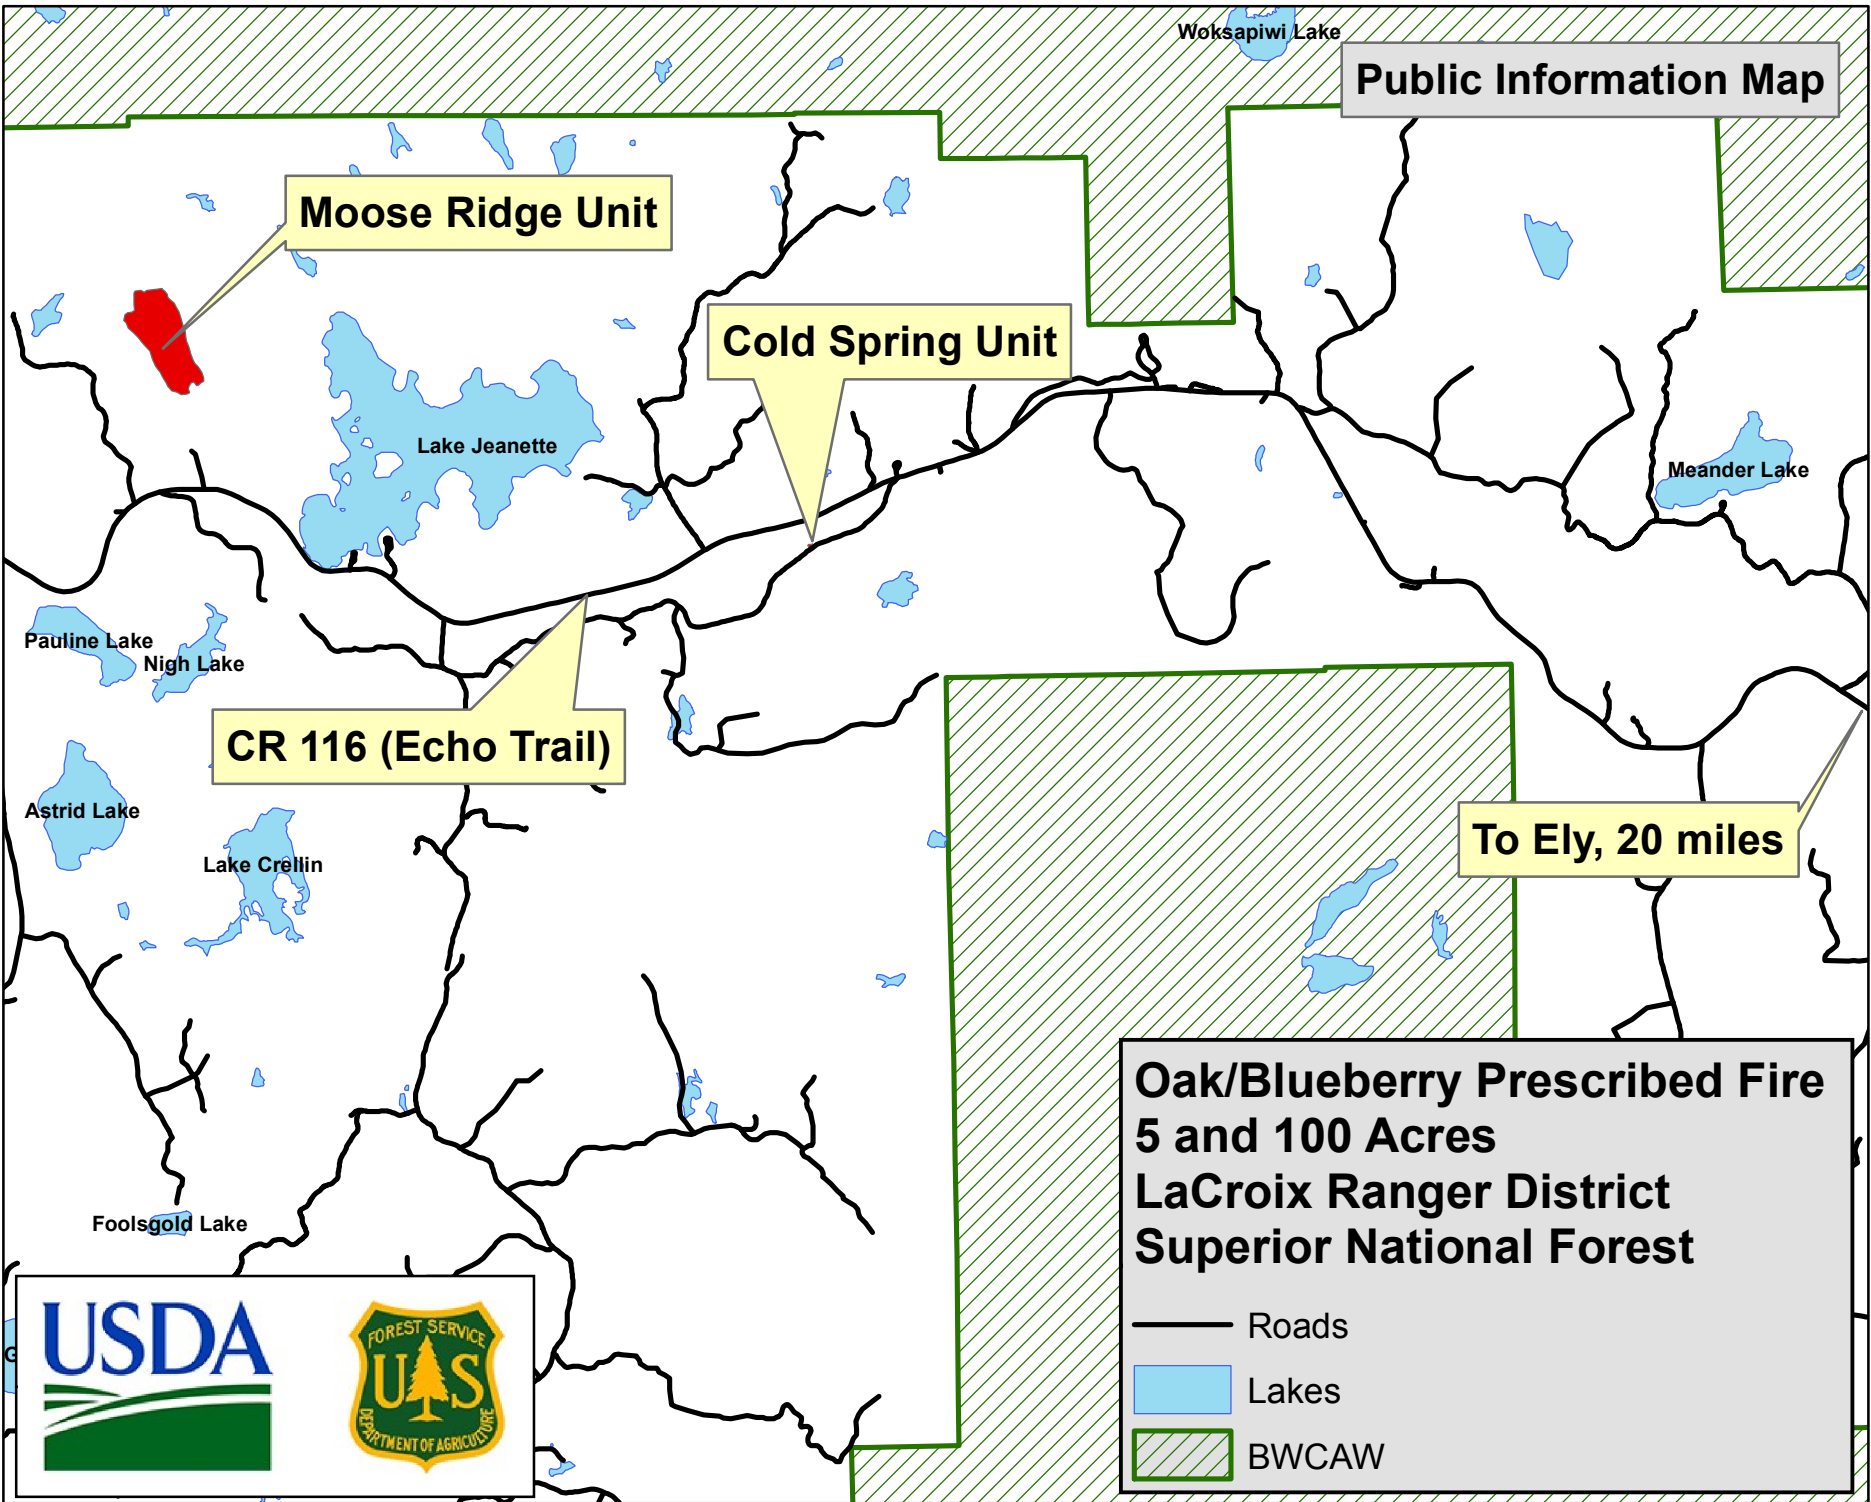 Woksapiwi Lake
Public Information Map
Moose Ridge Unit
Cold Spring Unit
Lake Jeanette
Meander Lake
Pauline Lake
Nigh Lake
CR 116 (Echo Trail)
Astrid Lake
To Ely, 20 miles
Lake Crellin
Foolsgold Lake
Oak/Blueberry Prescribed Fire
5 and 100 Acres
LaCroix Ranger District
Superior National Forest
Roads
Lakes
BWCAW
USDA
FOREST SERVICE
U S
DEPARTMENT OF AGRICULTURE
G